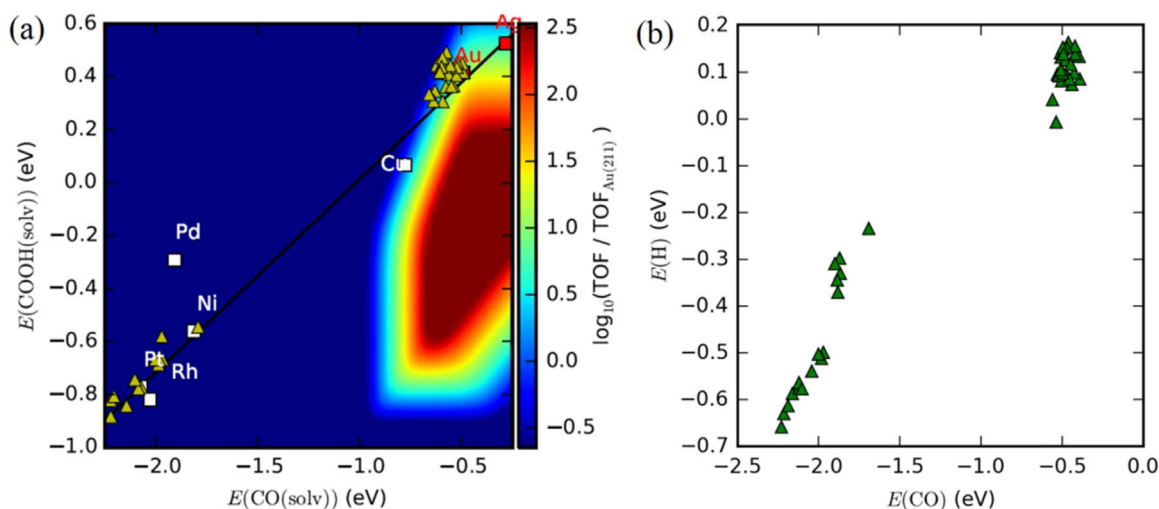 (a)
0.6
0.4
0.2
0.0
−0.2
−0.4
−0.6
−0.8
−1.0
E(COOH(solv)) (eV)
Ag
Au
Cu
Pd
Ni
Pt
Rh
−2.0
−1.5
−1.0
−0.5
E(CO(solv)) (eV)
2.5
2.0
1.5
1.0
0.5
0.0
−0.5
log10(TOF / TOFAu(211))
(b)
0.2
0.1
0.0
−0.1
−0.2
−0.3
−0.4
−0.5
−0.6
−0.7
E(H) (eV)
−2.5
−2.0
−1.5
−1.0
−0.5
0.0
E(CO) (eV)